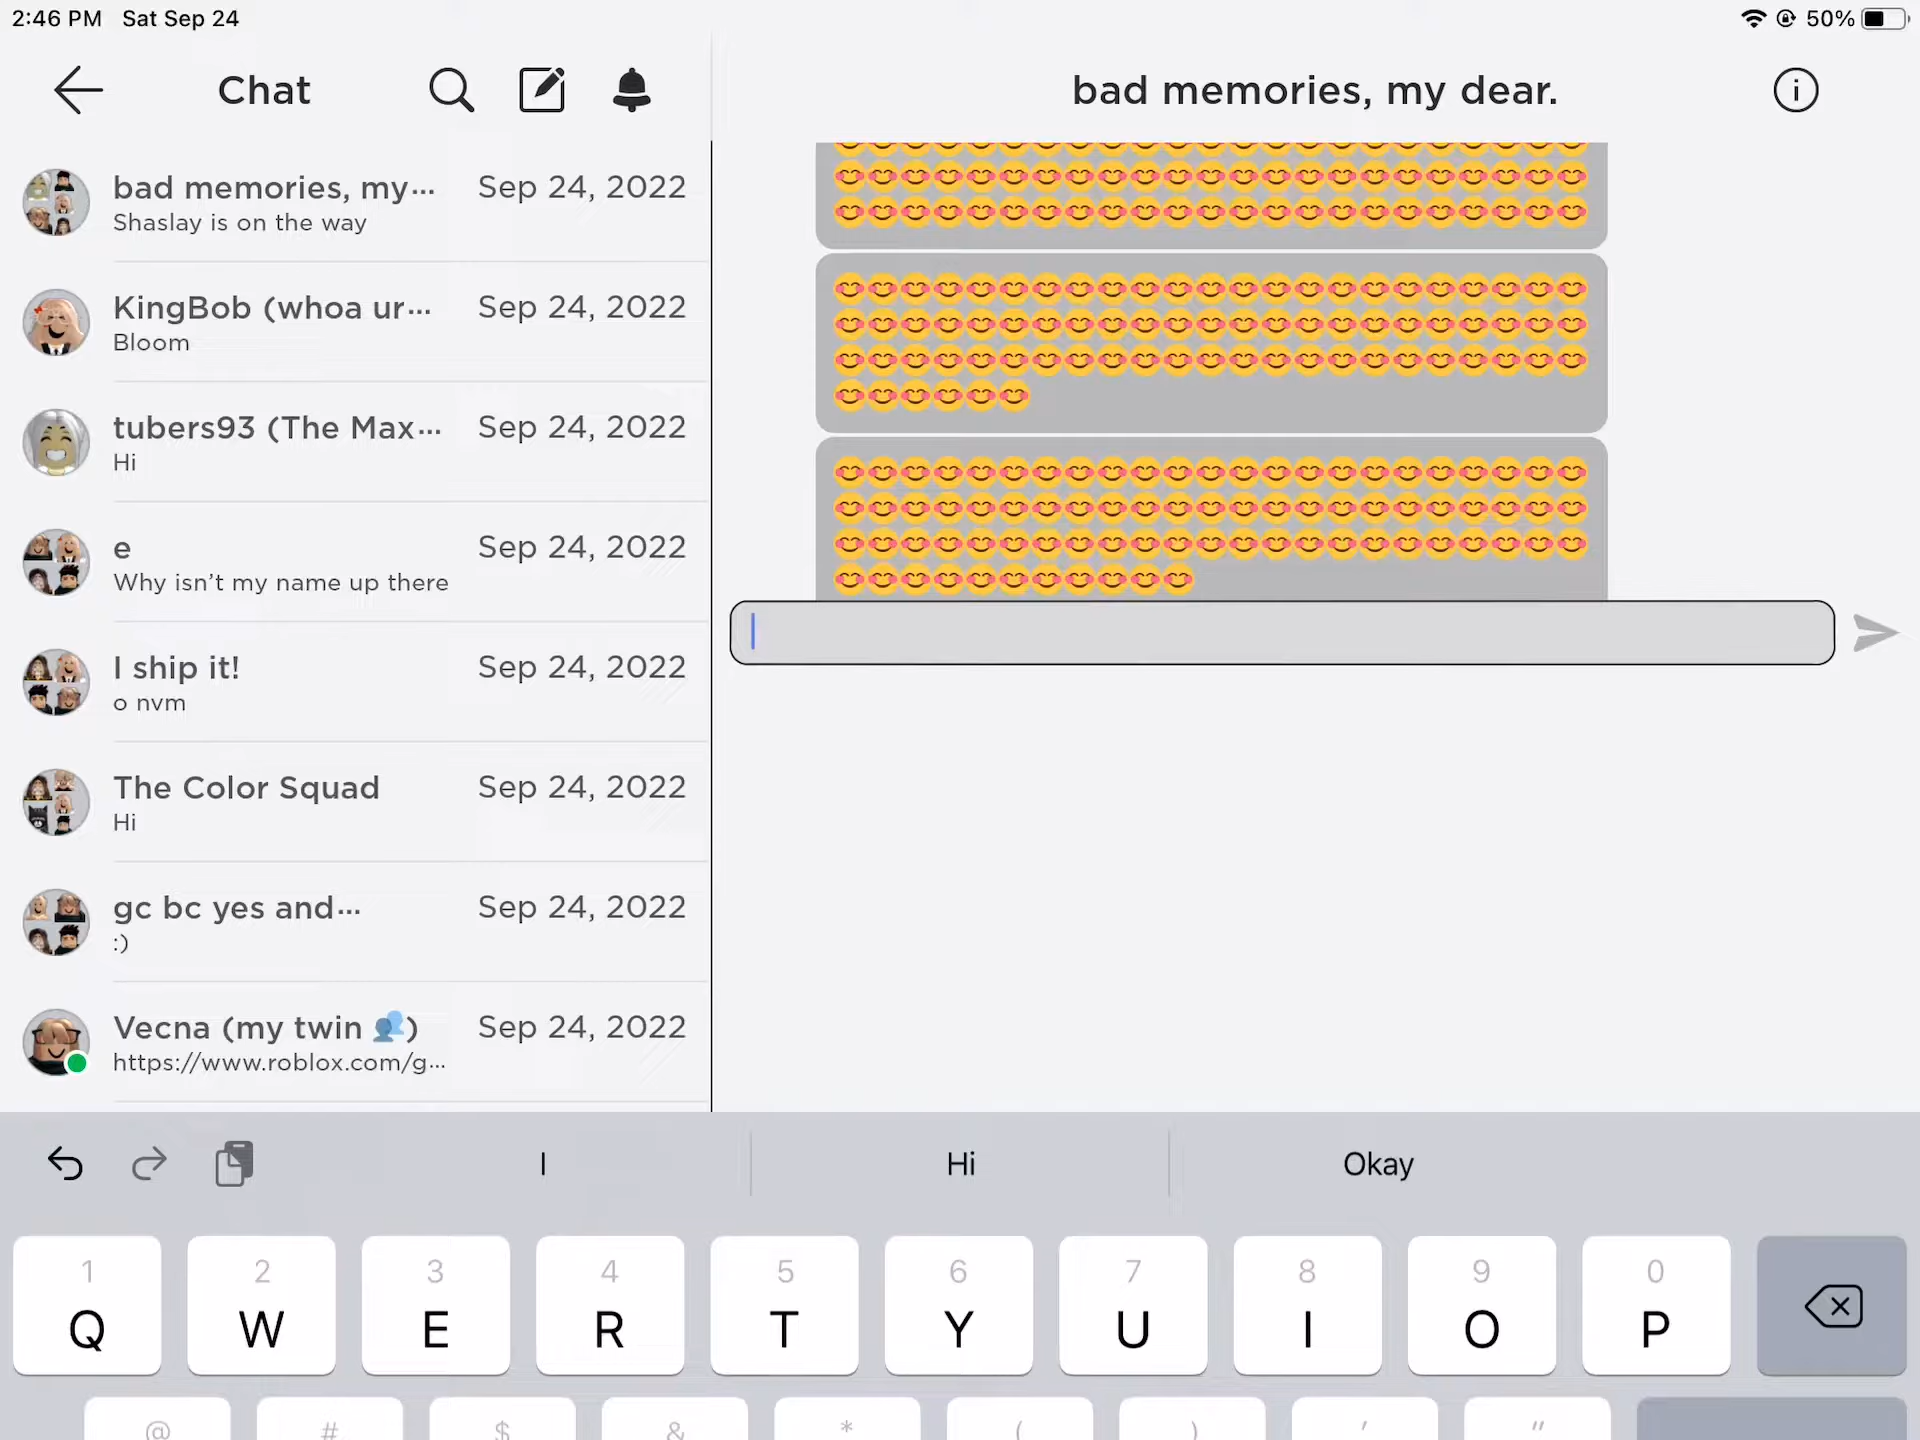 2:46 PM Sat Sep 24
50%
Chat
bad memories, my···
Sep 24, 2022
Shaslay is on the way
KingBob (whoa ur···
Sep 24, 2022
Bloom
tubers93 (The Max···
Sep 24, 2022
Hi
e
Sep 24, 2022
Why isn’t my name up there
I ship it!
Sep 24, 2022
o nvm
The Color Squad
Sep 24, 2022
Hi
gc bc yes and···
Sep 24, 2022
:)
Vecna (my twin 👥)
Sep 24, 2022
https://www.roblox.com/g···
bad memories, my dear.
I Hi Okay
1 2 3 4 5 6 7 8 9 0
Q W E R T Y U I O P
@ # $ & * ( ) ' "